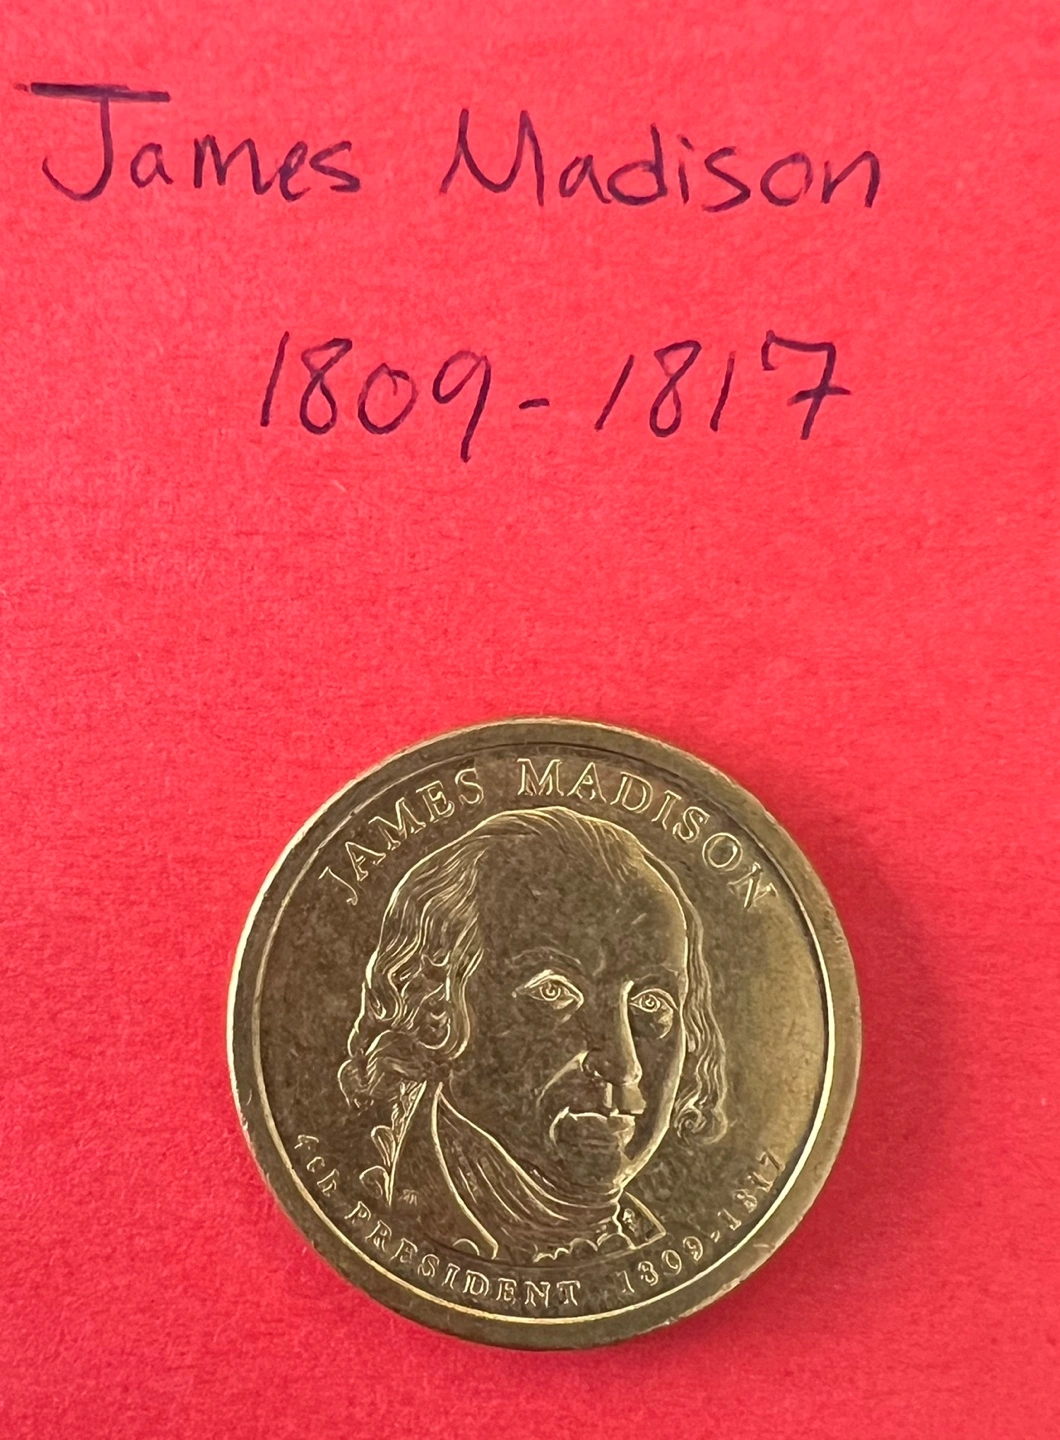 James Madison
1809-1817
JAMES MADISON
4th PRESIDENT 1809-1817